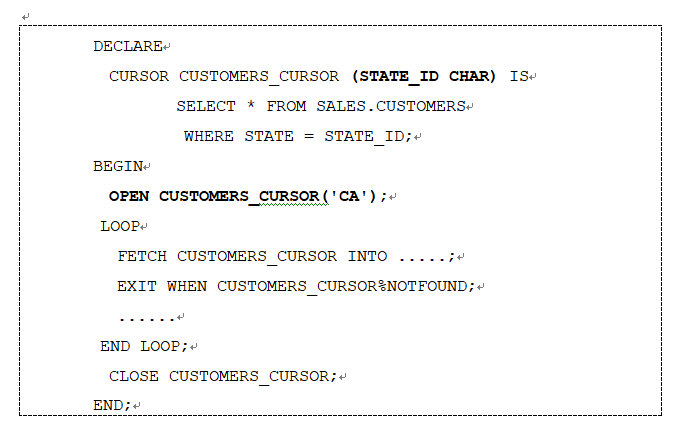 DECLARE
CURSOR CUSTOMERS_CURSOR (STATE_ID CHAR) IS
SELECT * FROM SALES.CUSTOMERS
WHERE STATE = STATE_ID;
BEGIN
OPEN CUSTOMERS_CURSOR('CA');
LOOP
FETCH CUSTOMERS_CURSOR INTO .....;
EXIT WHEN CUSTOMERS_CURSOR%NOTFOUND;
......
END LOOP;
CLOSE CUSTOMERS_CURSOR;
END;